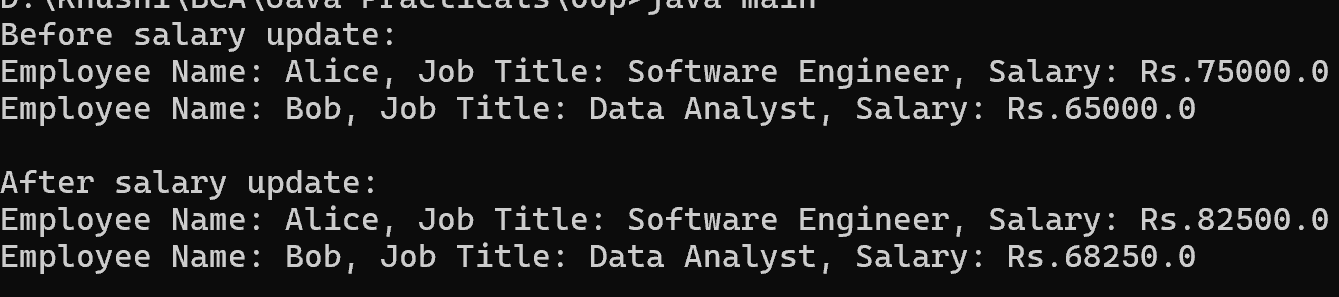 D:\Khushi\BCA\Java Practicals\oop>java main
Before salary update:
Employee Name: Alice, Job Title: Software Engineer, Salary: Rs.75000.0
Employee Name: Bob, Job Title: Data Analyst, Salary: Rs.65000.0
After salary update:
Employee Name: Alice, Job Title: Software Engineer, Salary: Rs.82500.0
Employee Name: Bob, Job Title: Data Analyst, Salary: Rs.68250.0